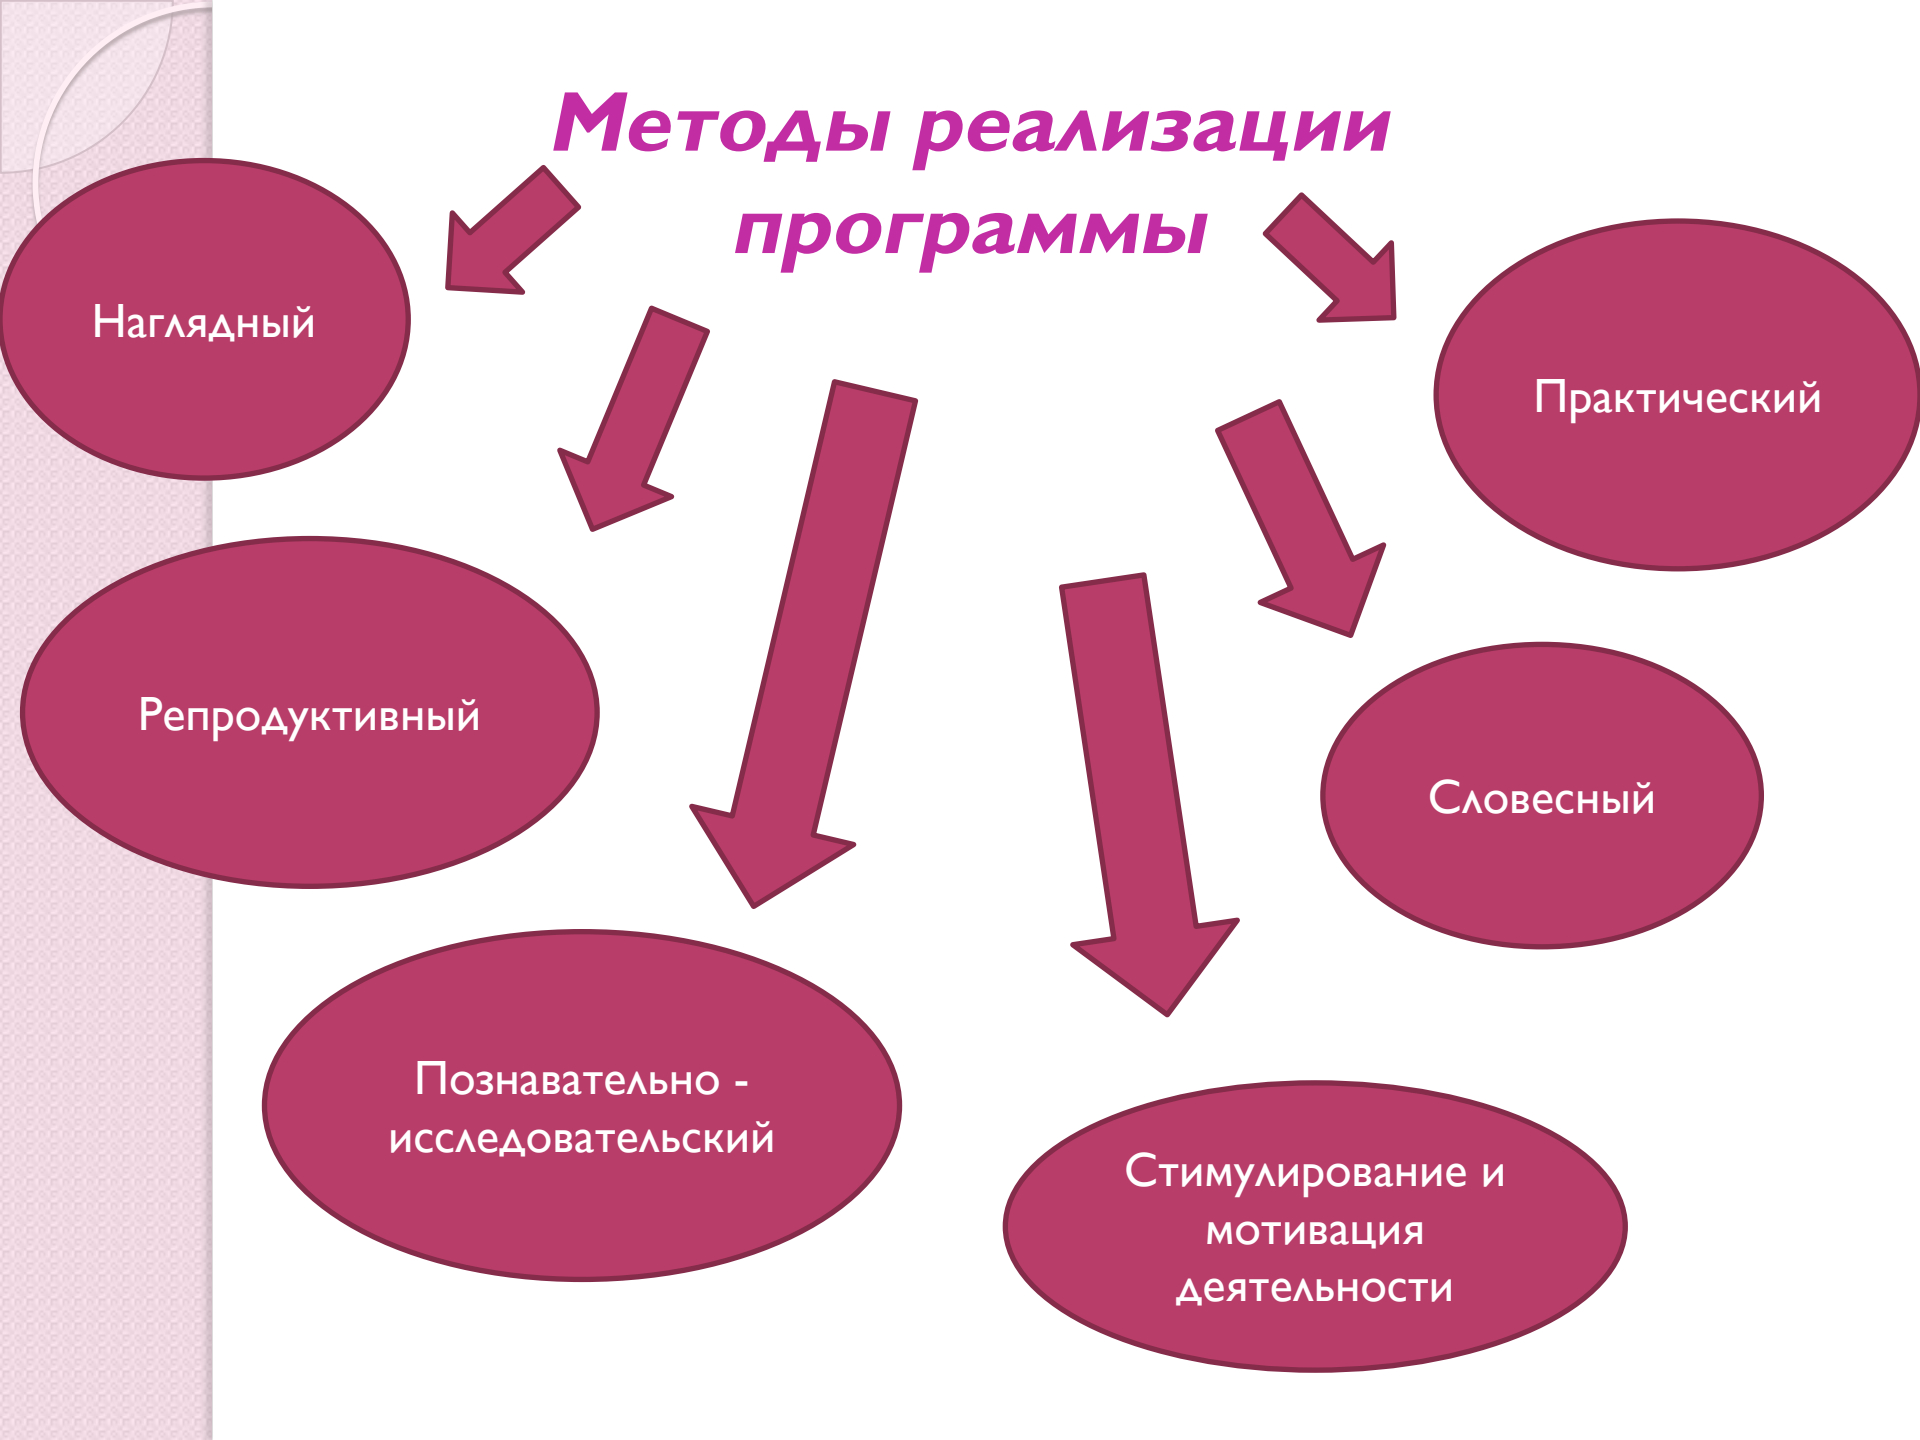 Методы реализации
программы
Наглядный
Практический
Репродуктивный
Словесный
Познавательно -
исследовательский
Стимулирование и
мотивация
деятельности